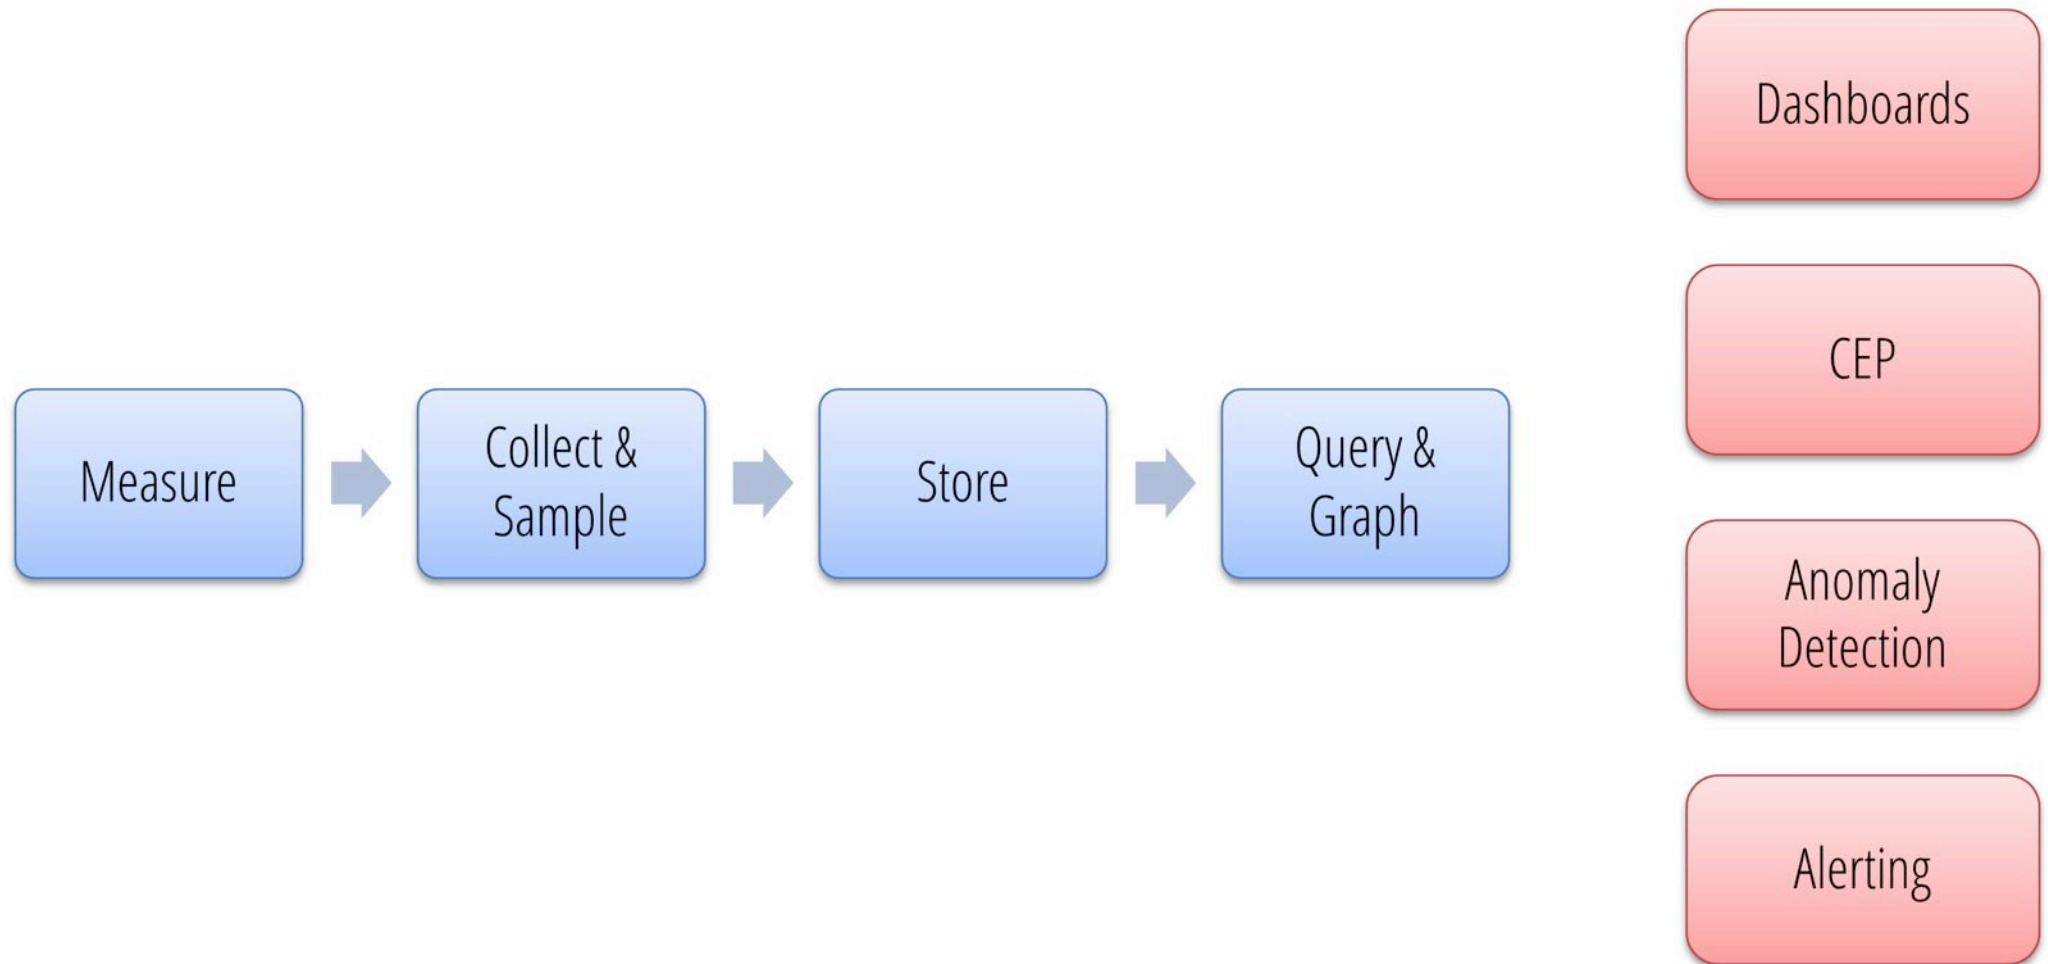 Measure
Collect &
Sample
Store
Query &
Graph
Dashboards
CEP
Anomaly
Detection
Alerting